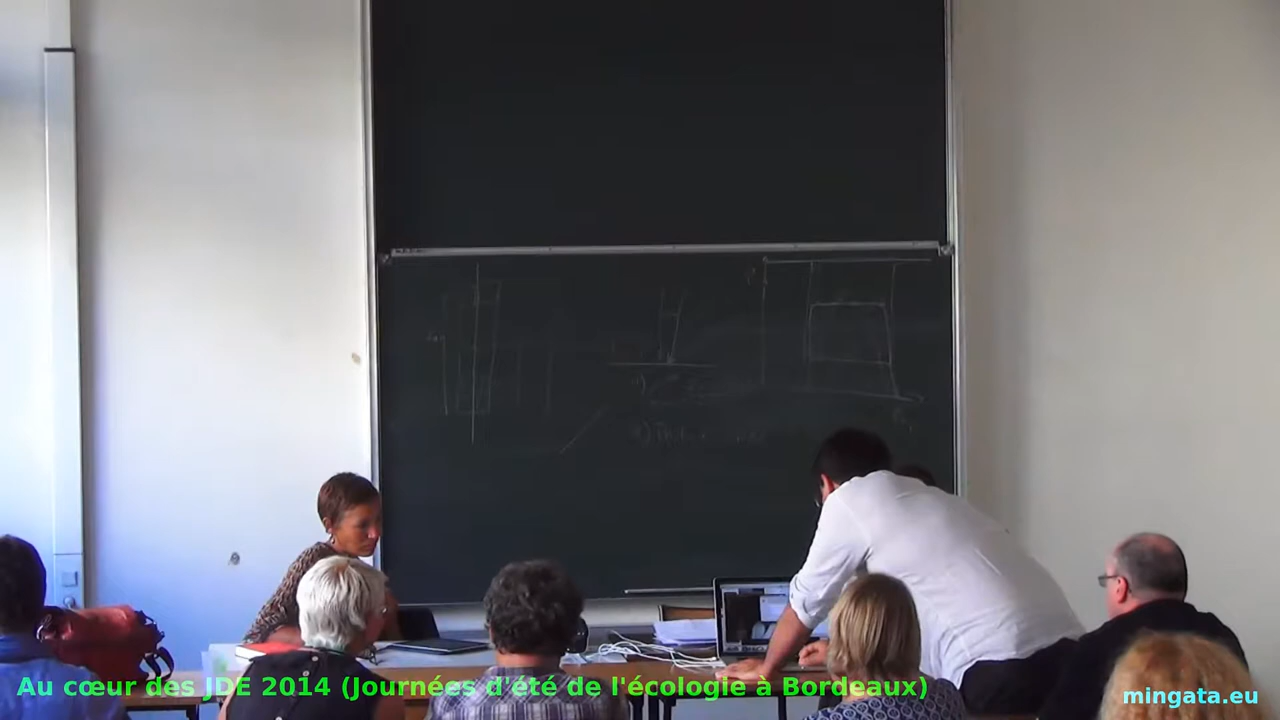 Au cœur des JDE 2014 (Journées d'été de l'écologie à Bordeaux)
mingata.eu